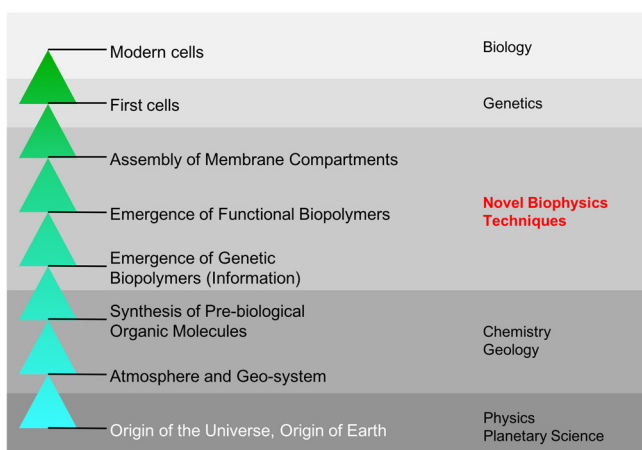 Modern cells
Biology
First cells
Genetics
Assembly of Membrane Compartments
Emergence of Functional Biopolymers
Novel Biophysics
Techniques
Emergence of Genetic
Biopolymers (Information)
Synthesis of Pre-biological
Organic Molecules
Chemistry
Geology
Atmosphere and Geo-system
Origin of the Universe, Origin of Earth
Physics
Planetary Science